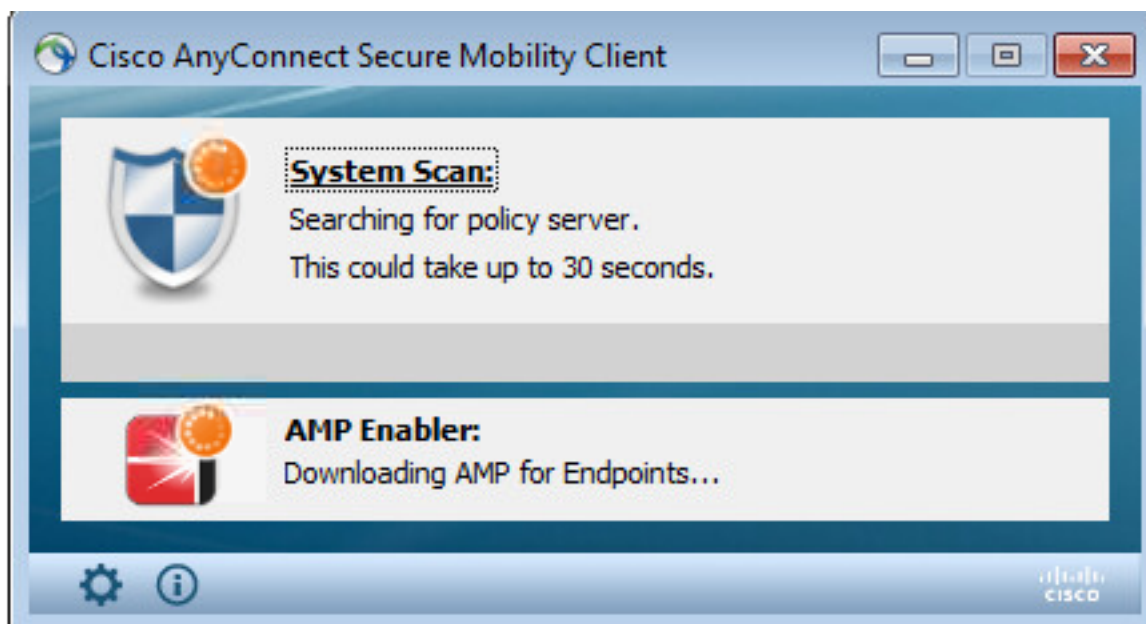 Cisco AnyConnect Secure Mobility Client
System Scan:
Searching for policy server.
This could take up to 30 seconds.
AMP Enabler:
Downloading AMP for Endpoints...
CISCO